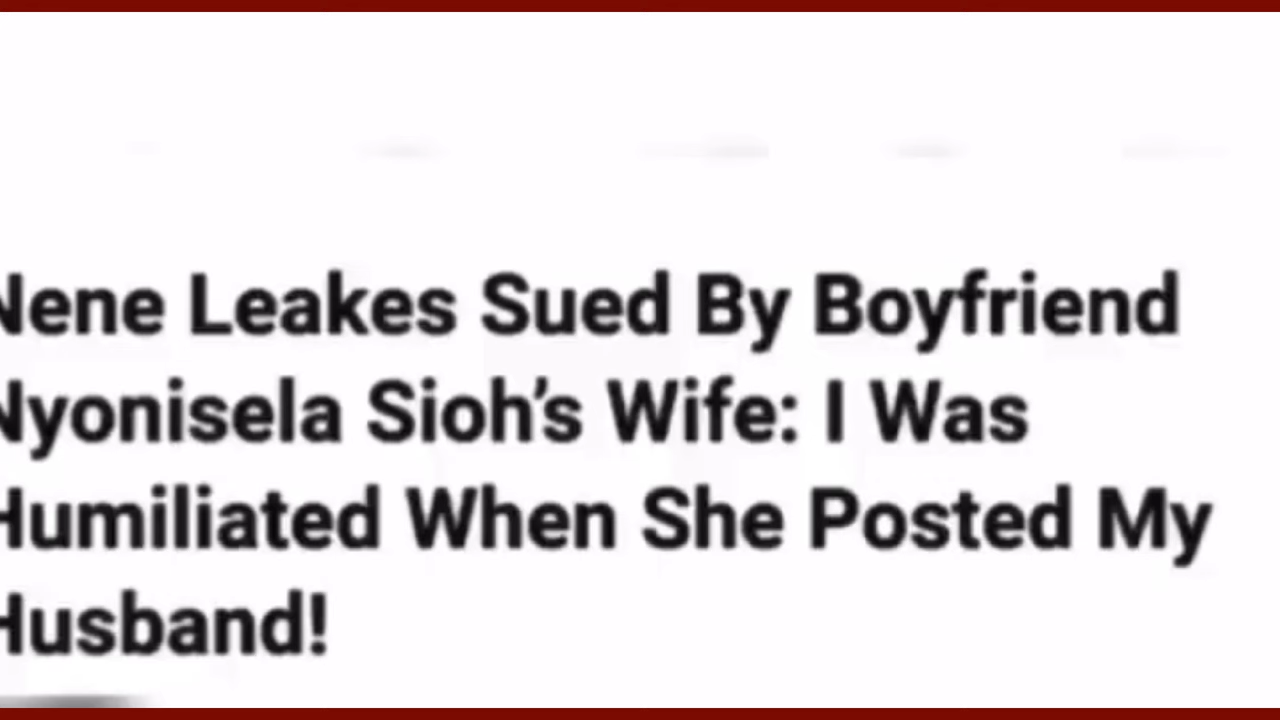 Nene Leakes Sued By Boyfriend
Nyonisela Sioh’s Wife: I Was
Humiliated When She Posted My
Husband!